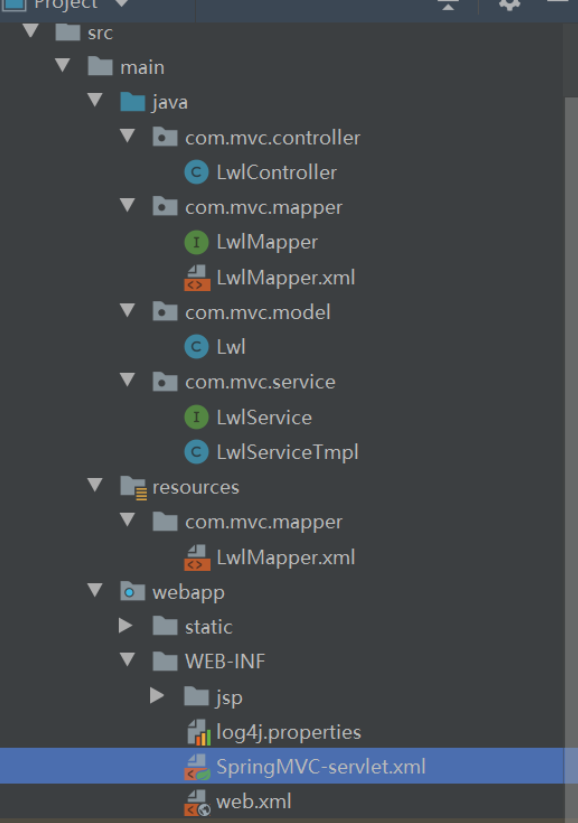 Project
src
main
java
com.mvc.controller
LwlController
com.mvc.mapper
LwlMapper
LwlMapper.xml
com.mvc.model
Lwl
com.mvc.service
LwlService
LwlServiceTmpl
resources
com.mvc.mapper
LwlMapper.xml
webapp
static
WEB-INF
jsp
log4j.properties
SpringMVC-servlet.xml
web.xml